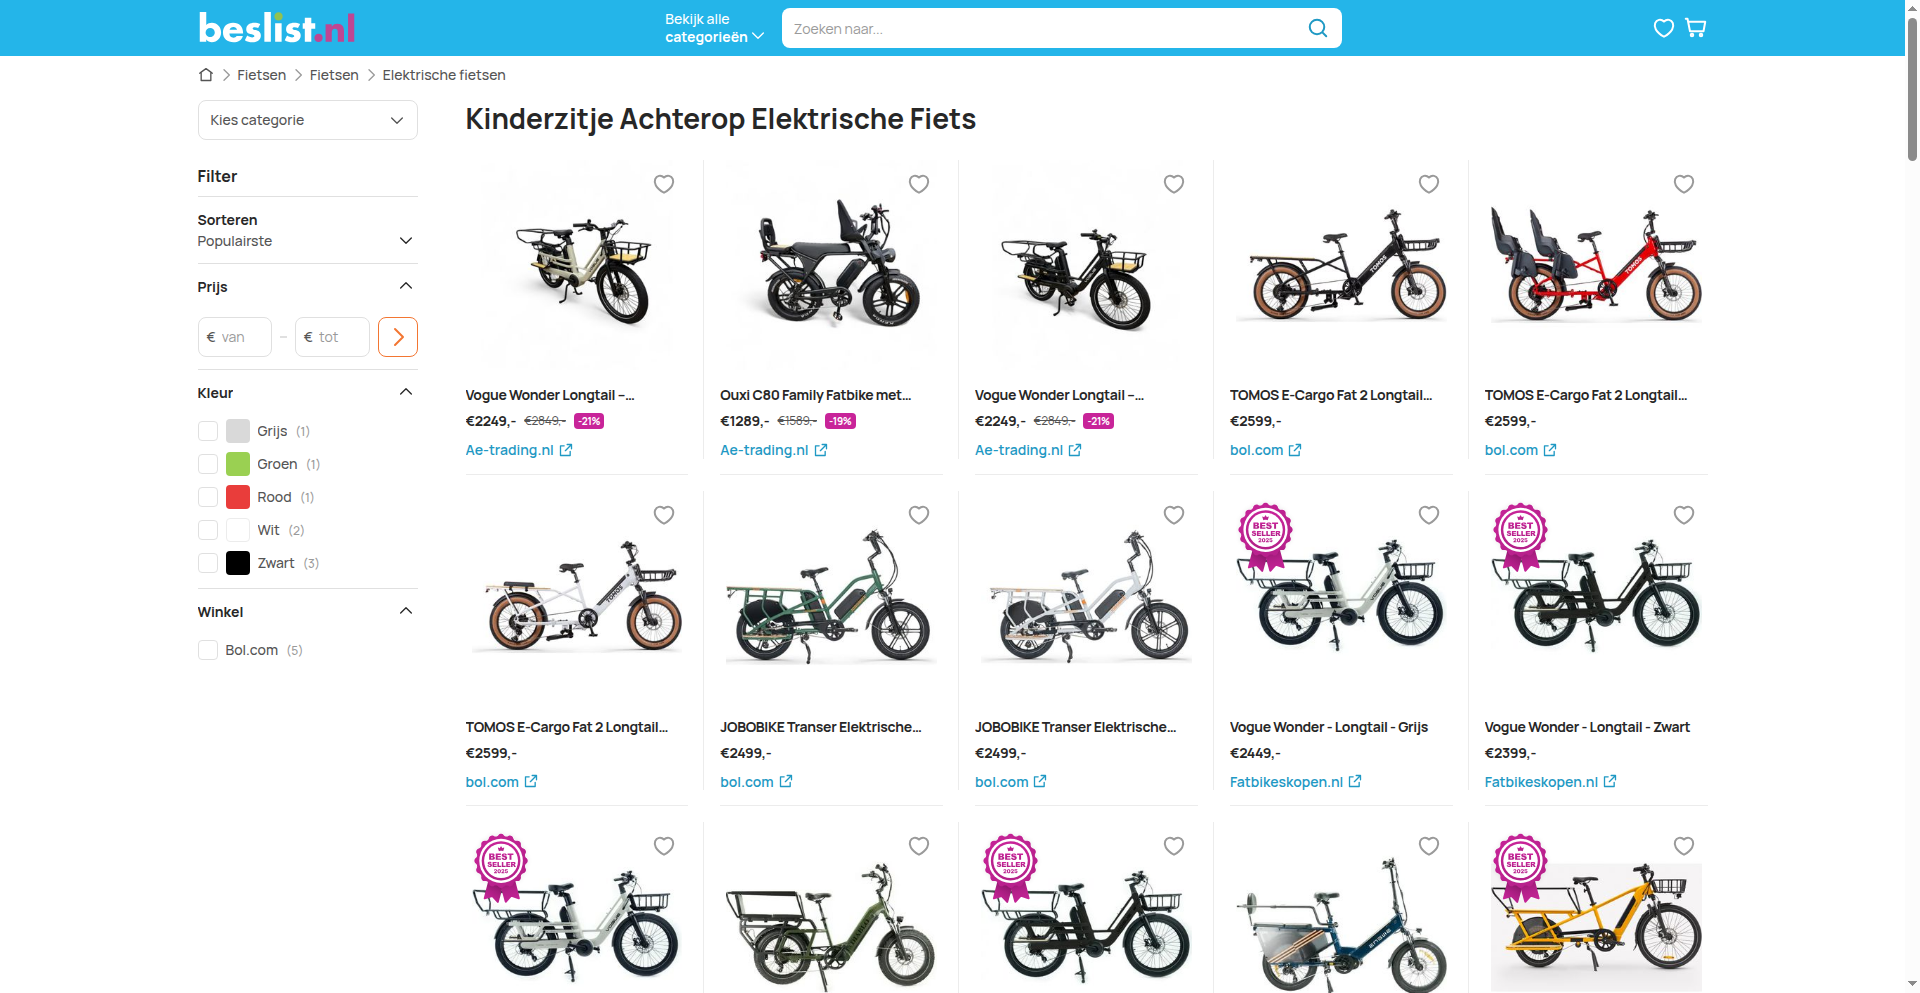 beslist.nl
Bekijk alle
categorieën
Zoeken naar...
Fietsen
Fietsen
Elektrische fietsen
Kies categorie
Filter
Sorteren
Populairste
Prijs
€ van
–
€ tot
Kleur
Grijs (1)
Groen (1)
Rood (1)
Wit (2)
Zwart (3)
Winkel
Bol.com (5)
Kinderzitje Achterop Elektrische Fiets
Vogue Wonder Longtail –...
€2249,- €2849,- -21%
Ae-trading.nl
Ouxi C80 Family Fatbike met...
€1289,- €1589,- -19%
Ae-trading.nl
Vogue Wonder Longtail –...
€2249,- €2849,- -21%
Ae-trading.nl
TOMOS
TOMOS E-Cargo Fat 2 Longtail...
€2599,-
bol.com
TOMOS
TOMOS E-Cargo Fat 2 Longtail...
€2599,-
bol.com
TOMOS
TOMOS E-Cargo Fat 2 Longtail...
€2599,-
bol.com
JOBOBIKE Transer Elektrische...
€2499,-
bol.com
JOBOBIKE Transer Elektrische...
€2499,-
bol.com
BEST
SELLER
2025
Vogue Wonder - Longtail - Grijs
€2449,-
Fatbikeskopen.nl
BEST
SELLER
2025
Vogue Wonder - Longtail - Zwart
€2399,-
Fatbikeskopen.nl
BEST
SELLER
2025
BEST
SELLER
2025
BEST
SELLER
2025